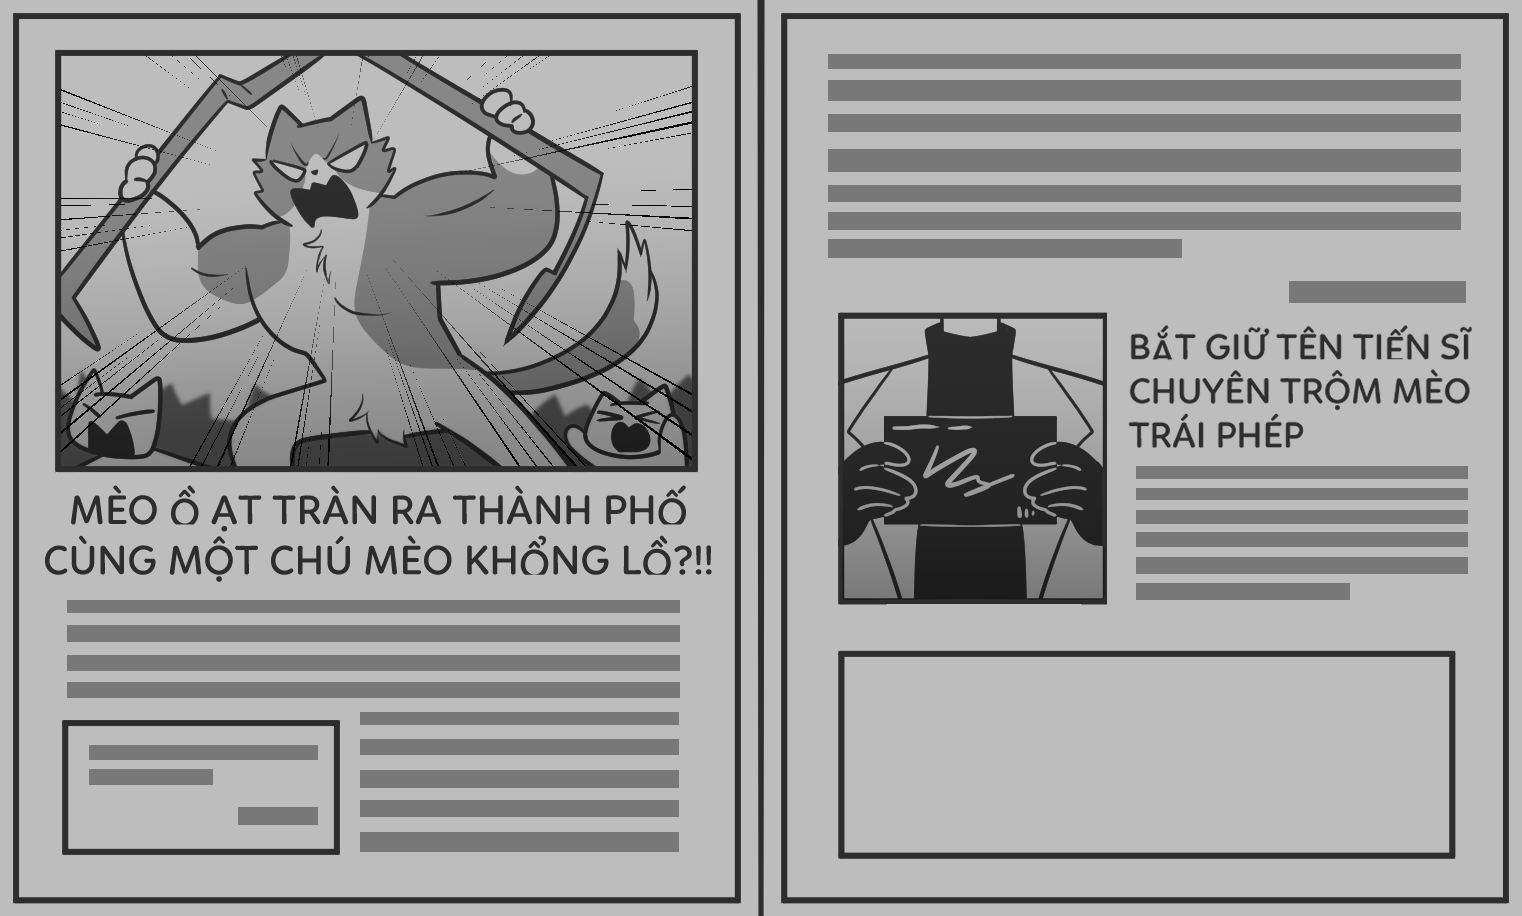 MÈO Ồ ẠT TRÀN RA THÀNH PHỐ
CÙNG MỘT CHÚ MÈO KHỔNG LỒ?!!
BẮT GIỮ TÊN TIẾN SĨ
CHUYÊN TRỘM MÈO
TRÁI PHÉP